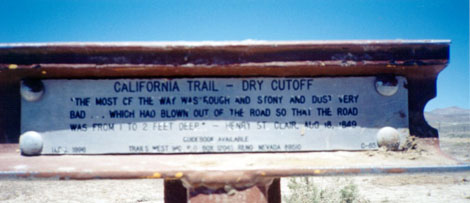 CALIFORNIA TRAIL - DRY CUTOFF
"THE MOST OF THE WAY WAS ROUGH AND STONY AND DUST VERY
BAD . . . WHICH HAD BLOWN OUT OF THE ROAD SO THAT THE ROAD
WAS FROM 1 TO 2 FEET DEEP" - HENRY ST. CLAIR, AUG 18, 1849
GUIDEBOOK AVAILABLE
TRAILS WEST INC. P.O. BOX 12045 RENO NEVADA 89510